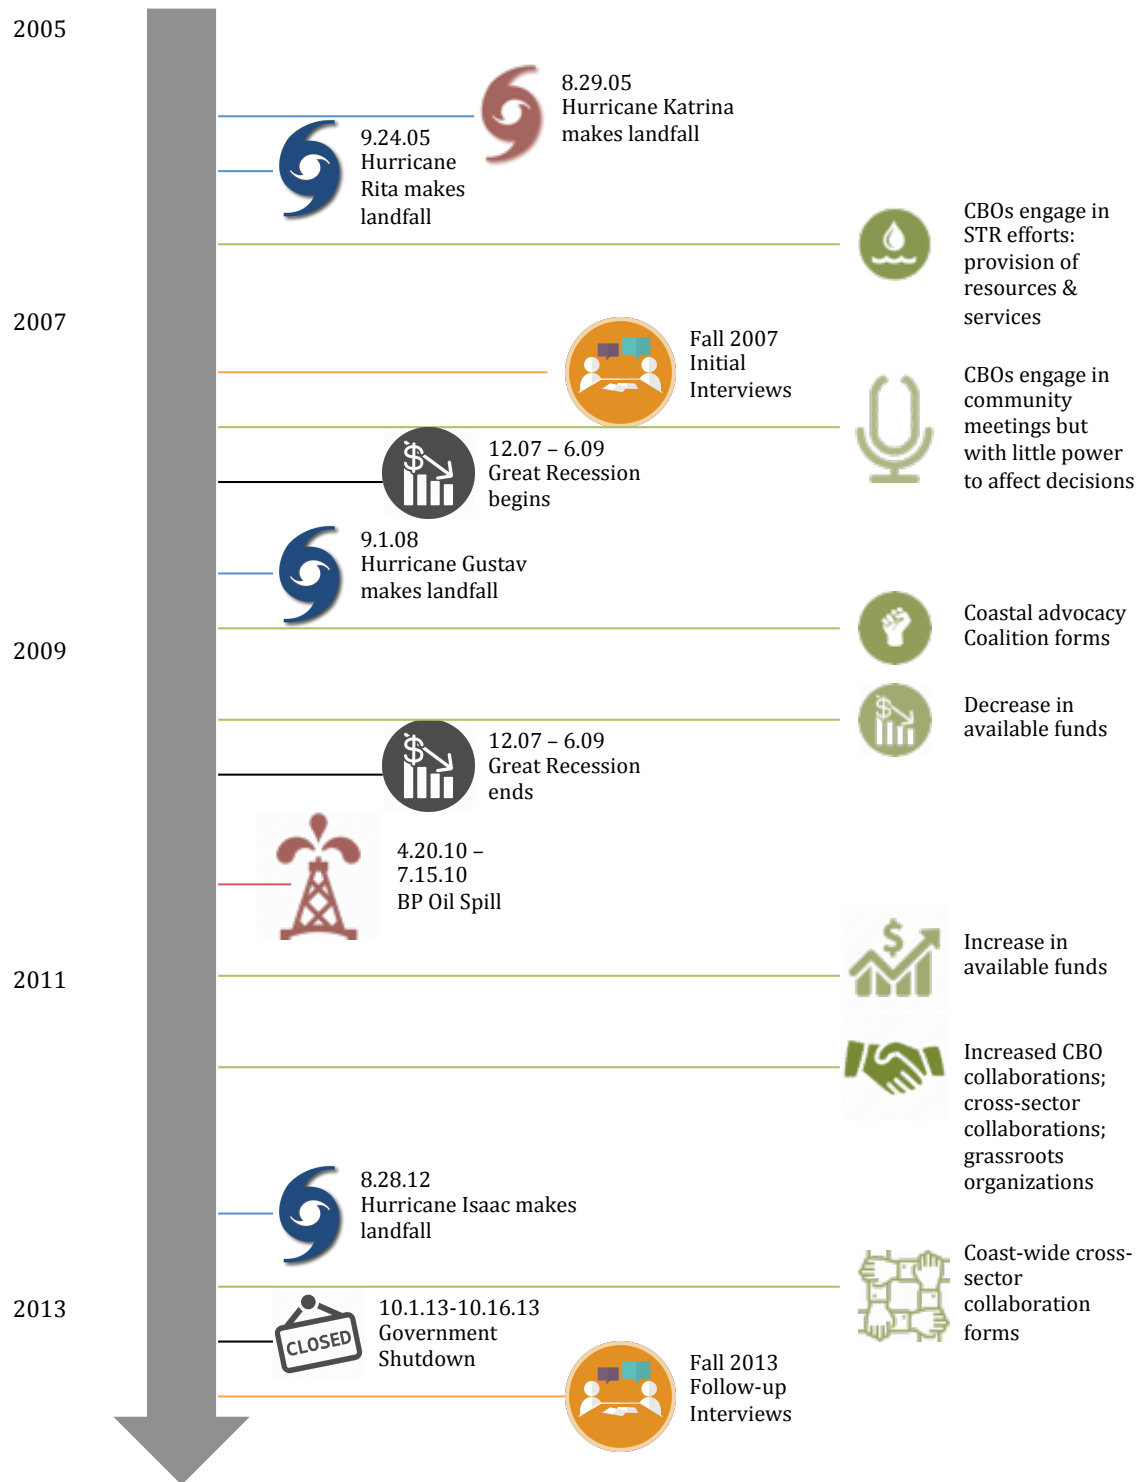 2005
8.29.05
Hurricane Katrina
makes landfall
9.24.05
Hurricane
Rita makes
landfall
CBOs engage in
STR efforts:
provision of
resources &
services
2007
Fall 2007
Initial
Interviews
CBOs engage in
community
meetings but
with little power
to affect decisions
12.07 – 6.09
Great Recession
begins
9.1.08
Hurricane Gustav
makes landfall
Coastal advocacy
Coalition forms
2009
Decrease in
available funds
12.07 – 6.09
Great Recession
ends
4.20.10 –
7.15.10
BP Oil Spill
Increase in
available funds
2011
Increased CBO
collaborations;
cross-sector
collaborations;
grassroots
organizations
8.28.12
Hurricane Isaac makes
landfall
Coast-wide cross-
sector
collaboration
forms
2013
10.1.13-10.16.13
Government
Shutdown
CLOSED
Fall 2013
Follow-up
Interviews